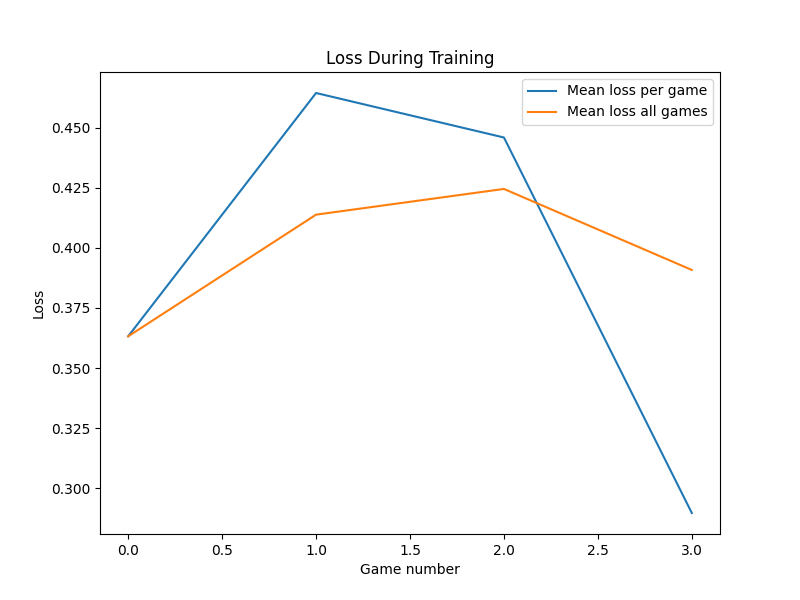 Loss During Training
Mean loss per game
Mean loss all games
0.450
0.425
0.400
0.375
0.350
0.325
0.300
Loss
0.0 0.5 1.0 1.5 2.0 2.5 3.0
Game number